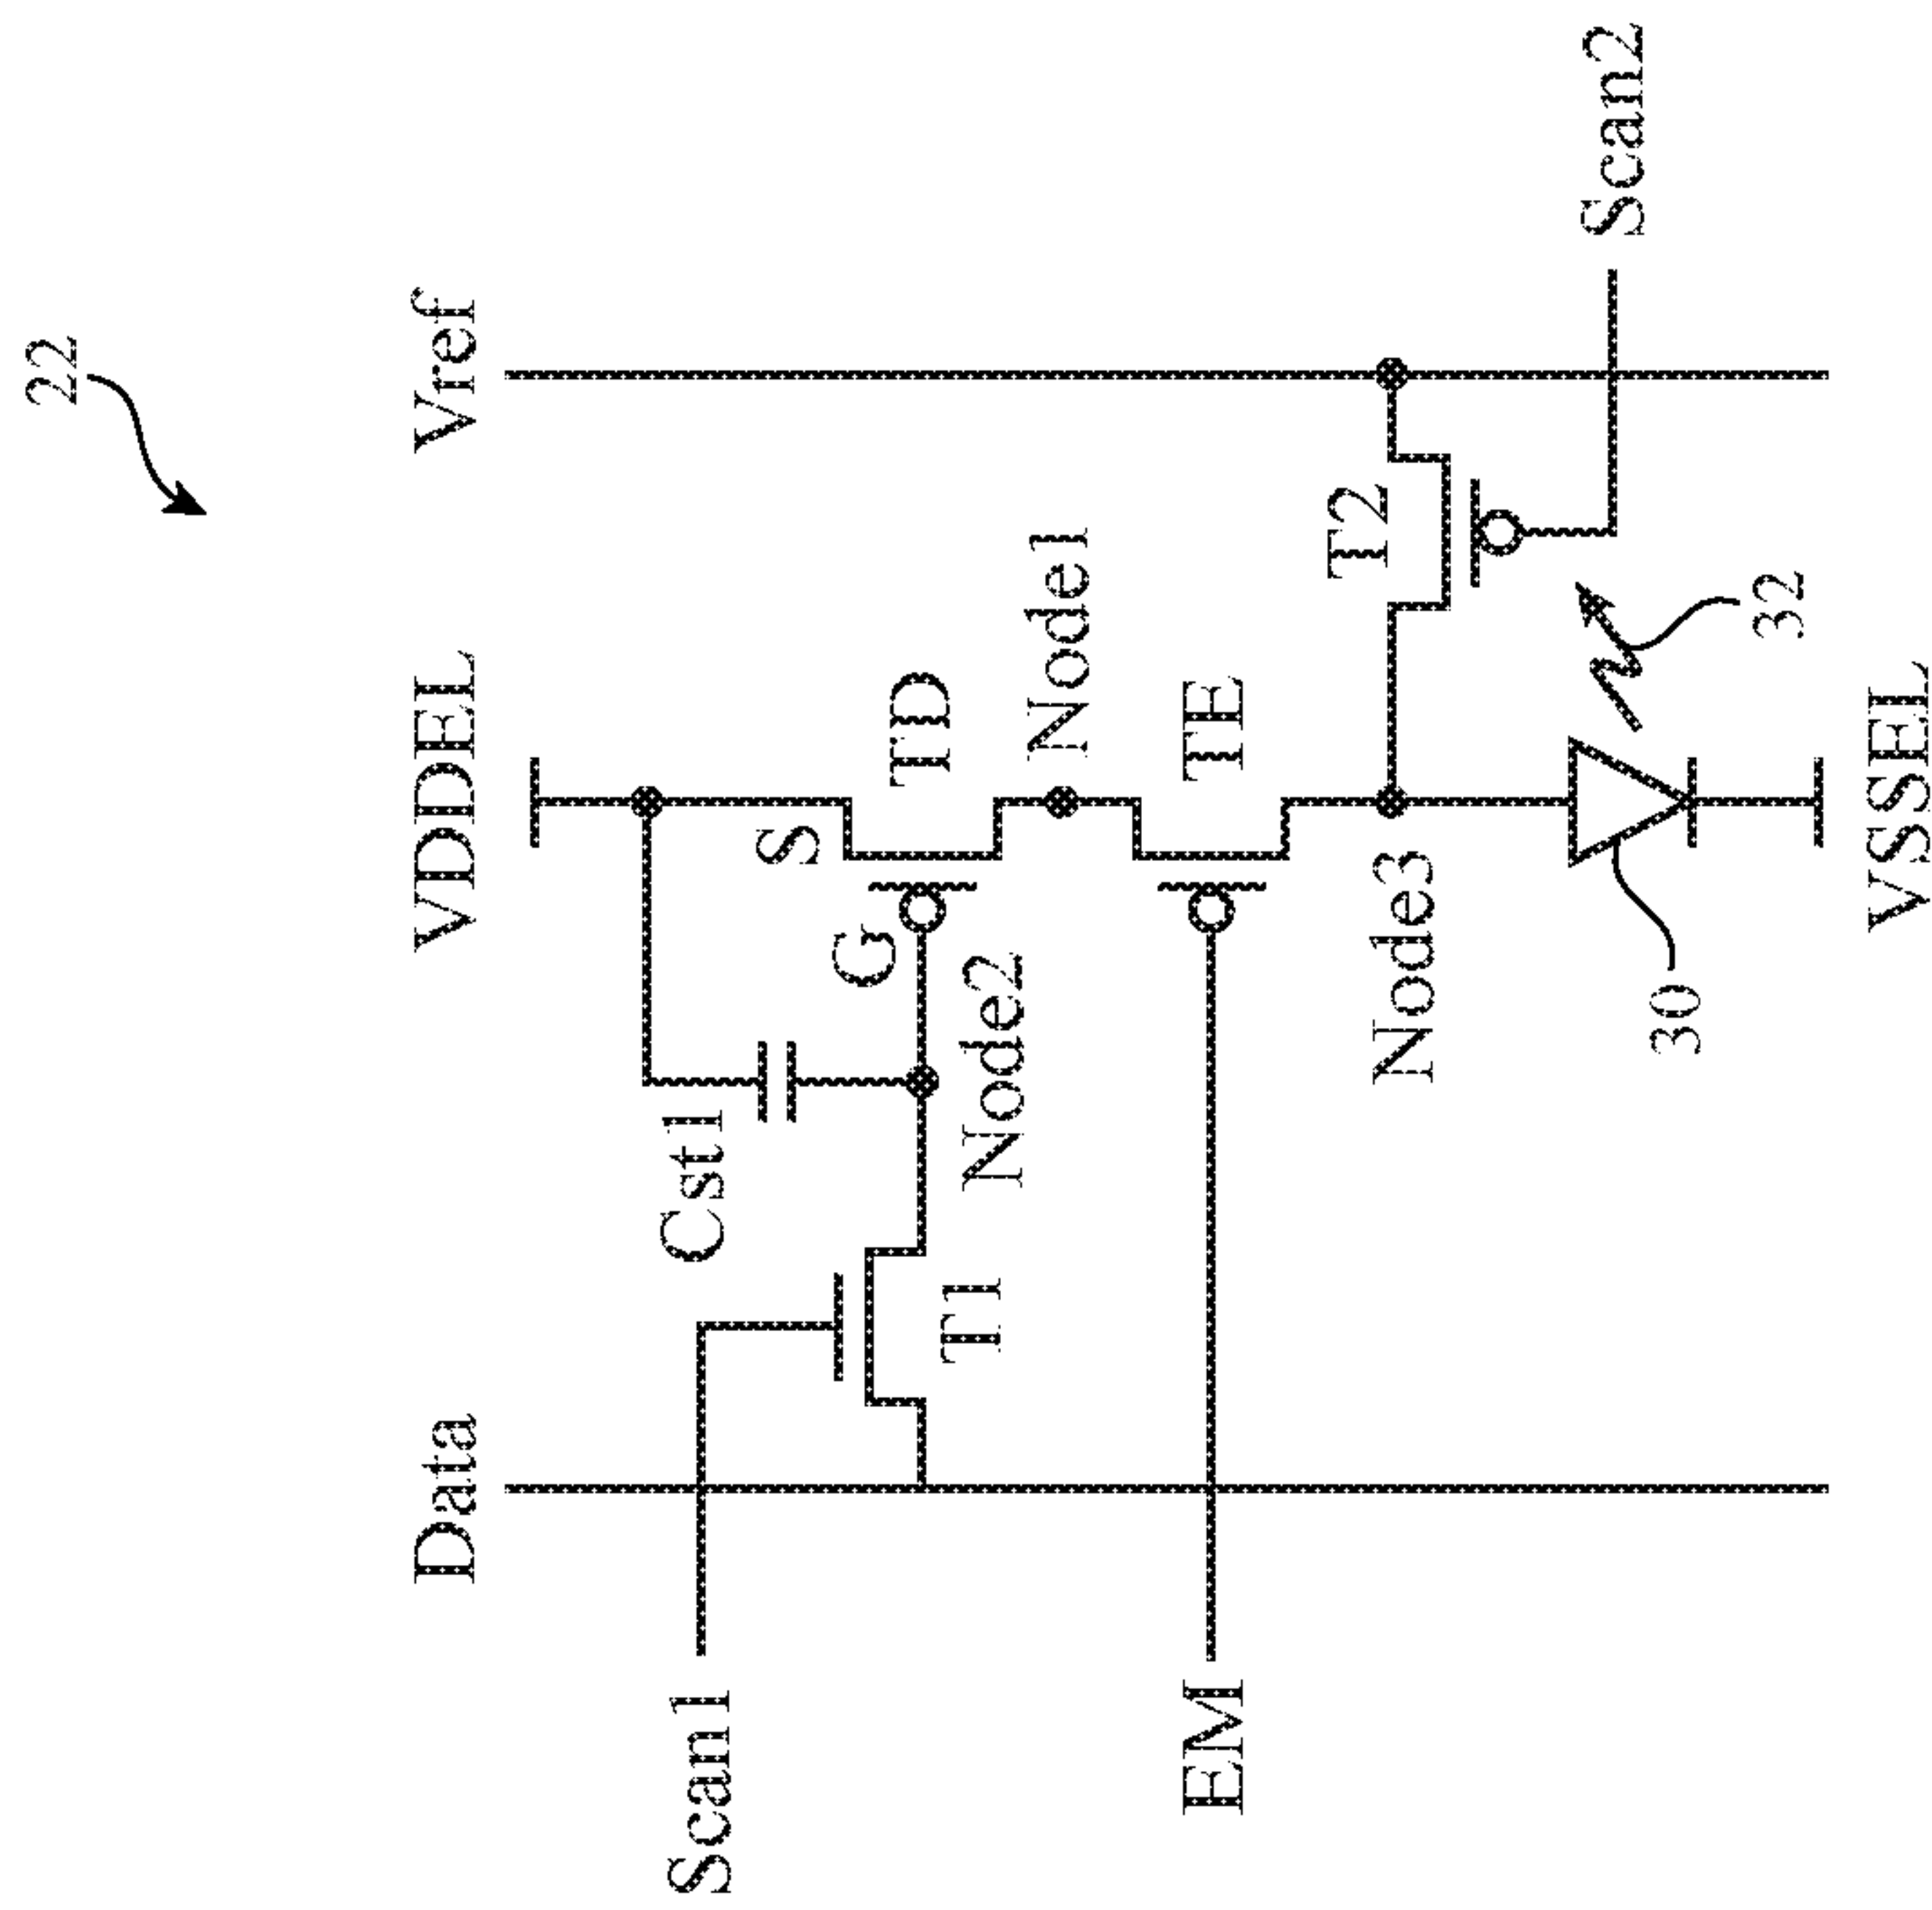 22
Data
VDDEL
Vref
Scan1
Cst1
S
TD
G
T1
Node2
Node1
EM
TE
Node3
T2
Scan2
30
32
VSSEL